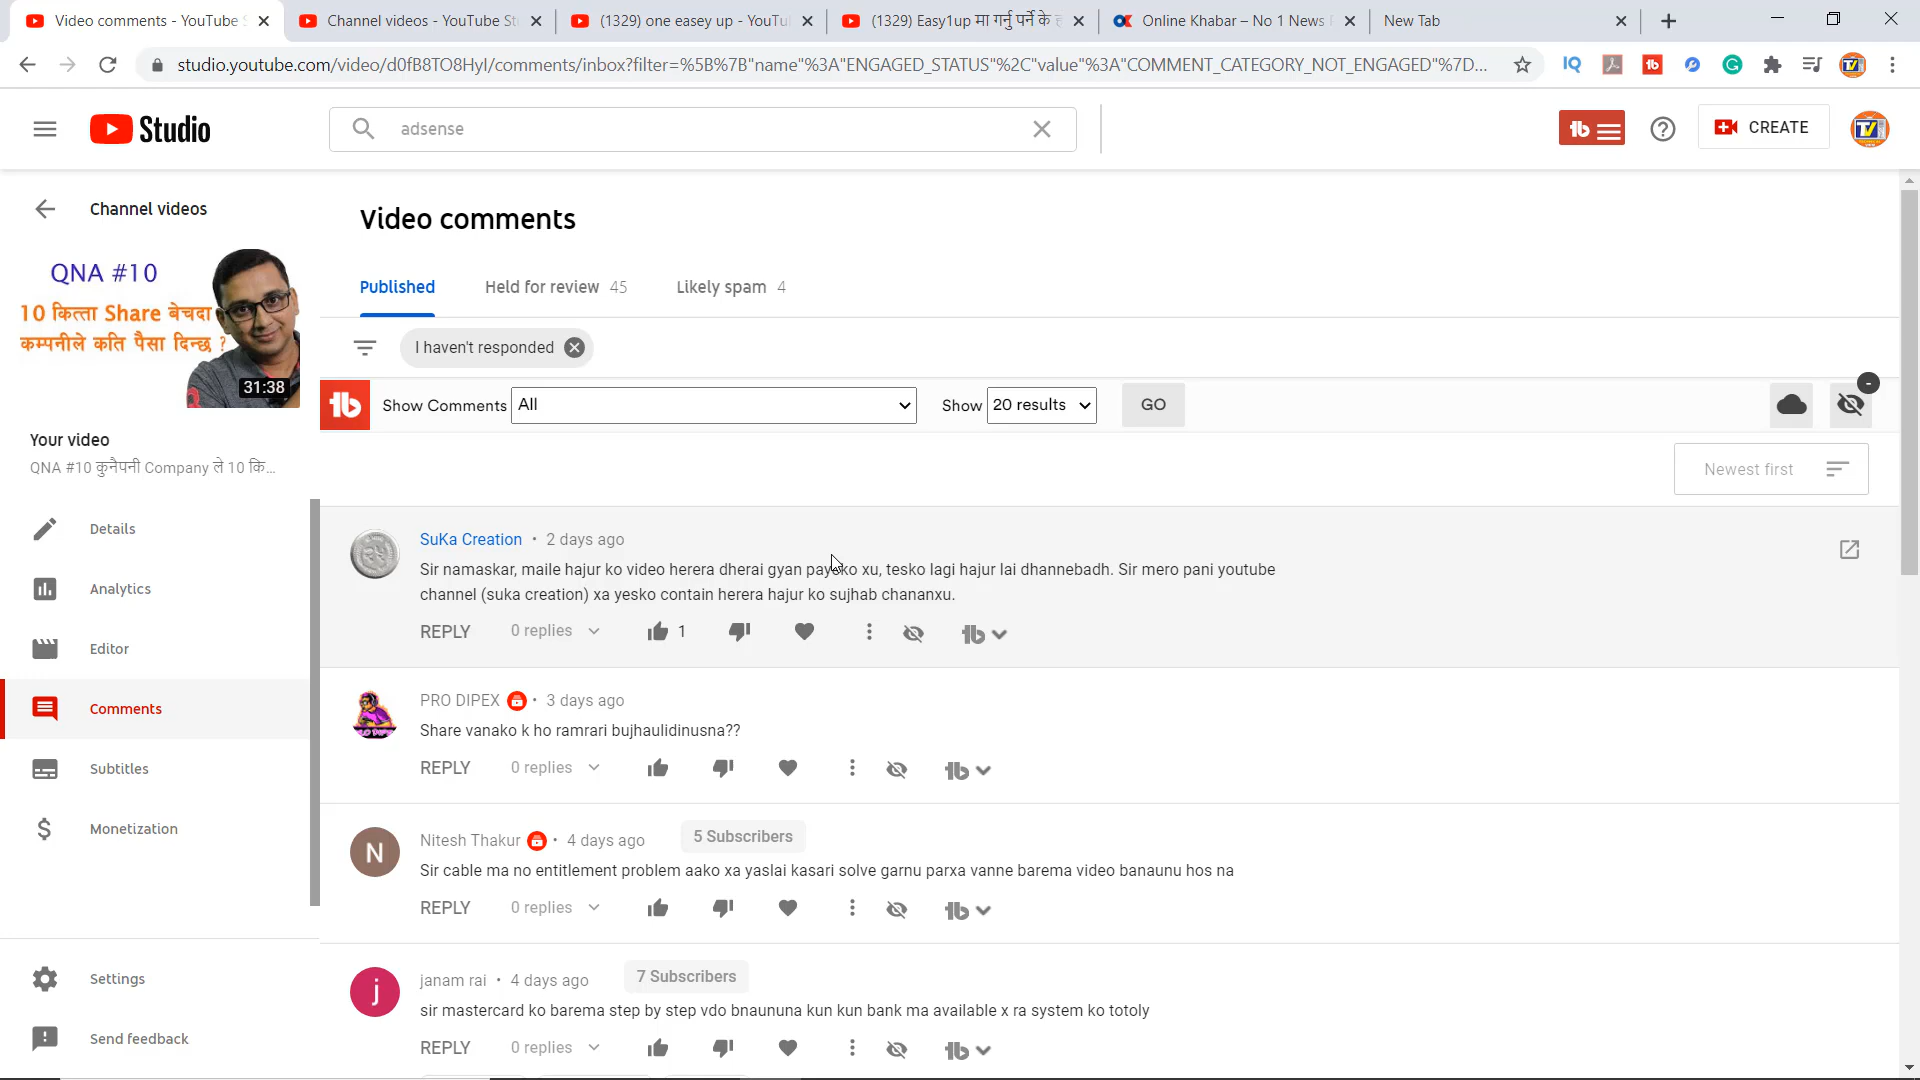 Video comments - YouTube S
Channel videos - YouTube St
(1329) one easey up - YouTu
(1329) Easy1up मा गर्नु पर्ने के ह
Online Khabar – No 1 News P
New Tab
studio.youtube.com/video/d0fB8TO8HyI/comments/inbox?filter=%5B%7B"name"%3A"ENGAGED_STATUS"%2C"value"%3A"COMMENT_CATEGORY_NOT_ENGAGED"%7D...
Studio
adsense
CREATE
Channel videos
QNA #10
10 कित्ता Share बेचदा
कम्पनीले कति पैसा दिन्छ ?
31:38
Your video
QNA #10 कुनैपनी Company ले 10 कि...
Details
Analytics
Editor
Comments
Subtitles
Monetization
Settings
Send feedback
Video comments
Published
Held for review 45
Likely spam 4
I haven't responded
Show Comments All
Show 20 results
GO
Newest first
SuKa Creation • 2 days ago
Sir namaskar, maile hajur ko video herera dherai gyan payeko xu, tesko lagi hajur lai dhannebadh. Sir mero pani youtube
channel (suka creation) xa yesko contain herera hajur ko sujhab chananxu.
REPLY 0 replies 1
PRO DIPEX • 3 days ago
Share vanako k ho ramrari bujhaulidinusna??
REPLY 0 replies
Nitesh Thakur • 4 days ago 5 Subscribers
N
Sir cable ma no entitlement problem aako xa yaslai kasari solve garnu parxa vanne barema video banaunu hos na
REPLY 0 replies
janam rai • 4 days ago 7 Subscribers
j
sir mastercard ko barema step by step vdo bnaununa kun kun bank ma available x ra system ko totoly
REPLY 0 replies